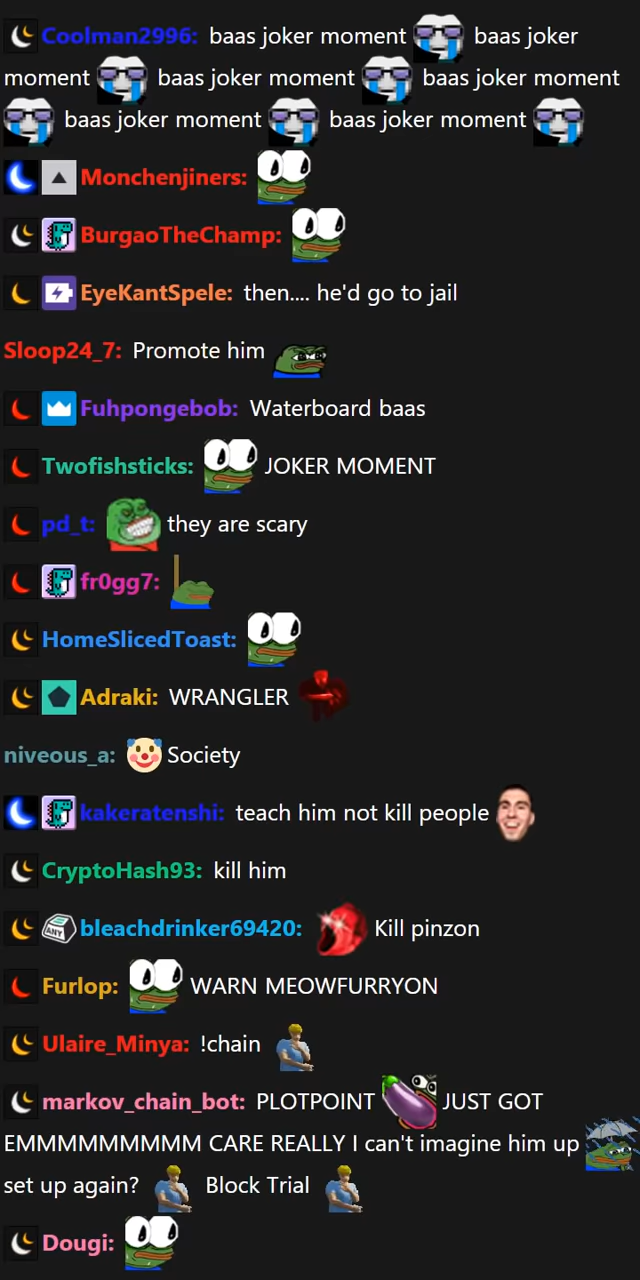 Coolman2996: baas joker moment baas joker
moment baas joker moment baas joker moment
baas joker moment baas joker moment
Monchenjiners:
BurgaoTheChamp:
EyeKantSpele: then.... he'd go to jail
Sloop24_7: Promote him
Fuhpongebob: Waterboard baas
Twofishsticks: JOKER MOMENT
pd_t: they are scary
fr0gg7:
HomeSlicedToast:
Adraki: WRANGLER
niveous_a: Society
kakeratenshi: teach him not kill people
CryptoHash93: kill him
ANY bleachdrinker69420: Kill pinzon
Furlop: WARN MEOWFURRYON
Ulaire_Minya: !chain
markov_chain_bot: PLOTPOINT JUST GOT
EMMMMMMMMM CARE REALLY I can't imagine him up
set up again? Block Trial
Dougi: